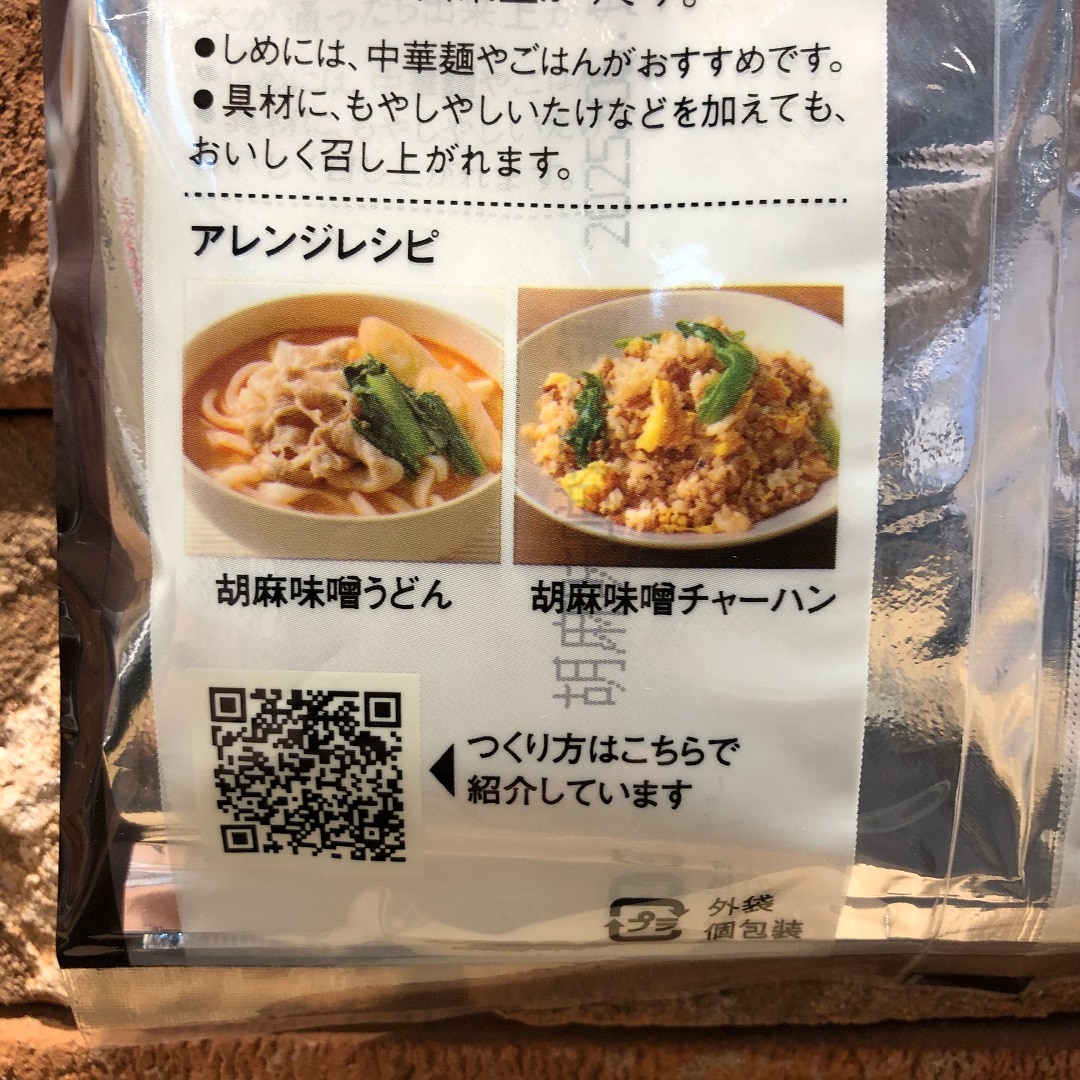 ●しめには、中華麺やごはんがおすすめです。
●具材に、もやしやしいたけなどを加えても、
おいしく召し上がれます。
アレンジレシピ
胡麻味噌うどん
胡麻味噌チャーハン
つくり方はこちらで
紹介しています
プラ
外袋
個包装
2025